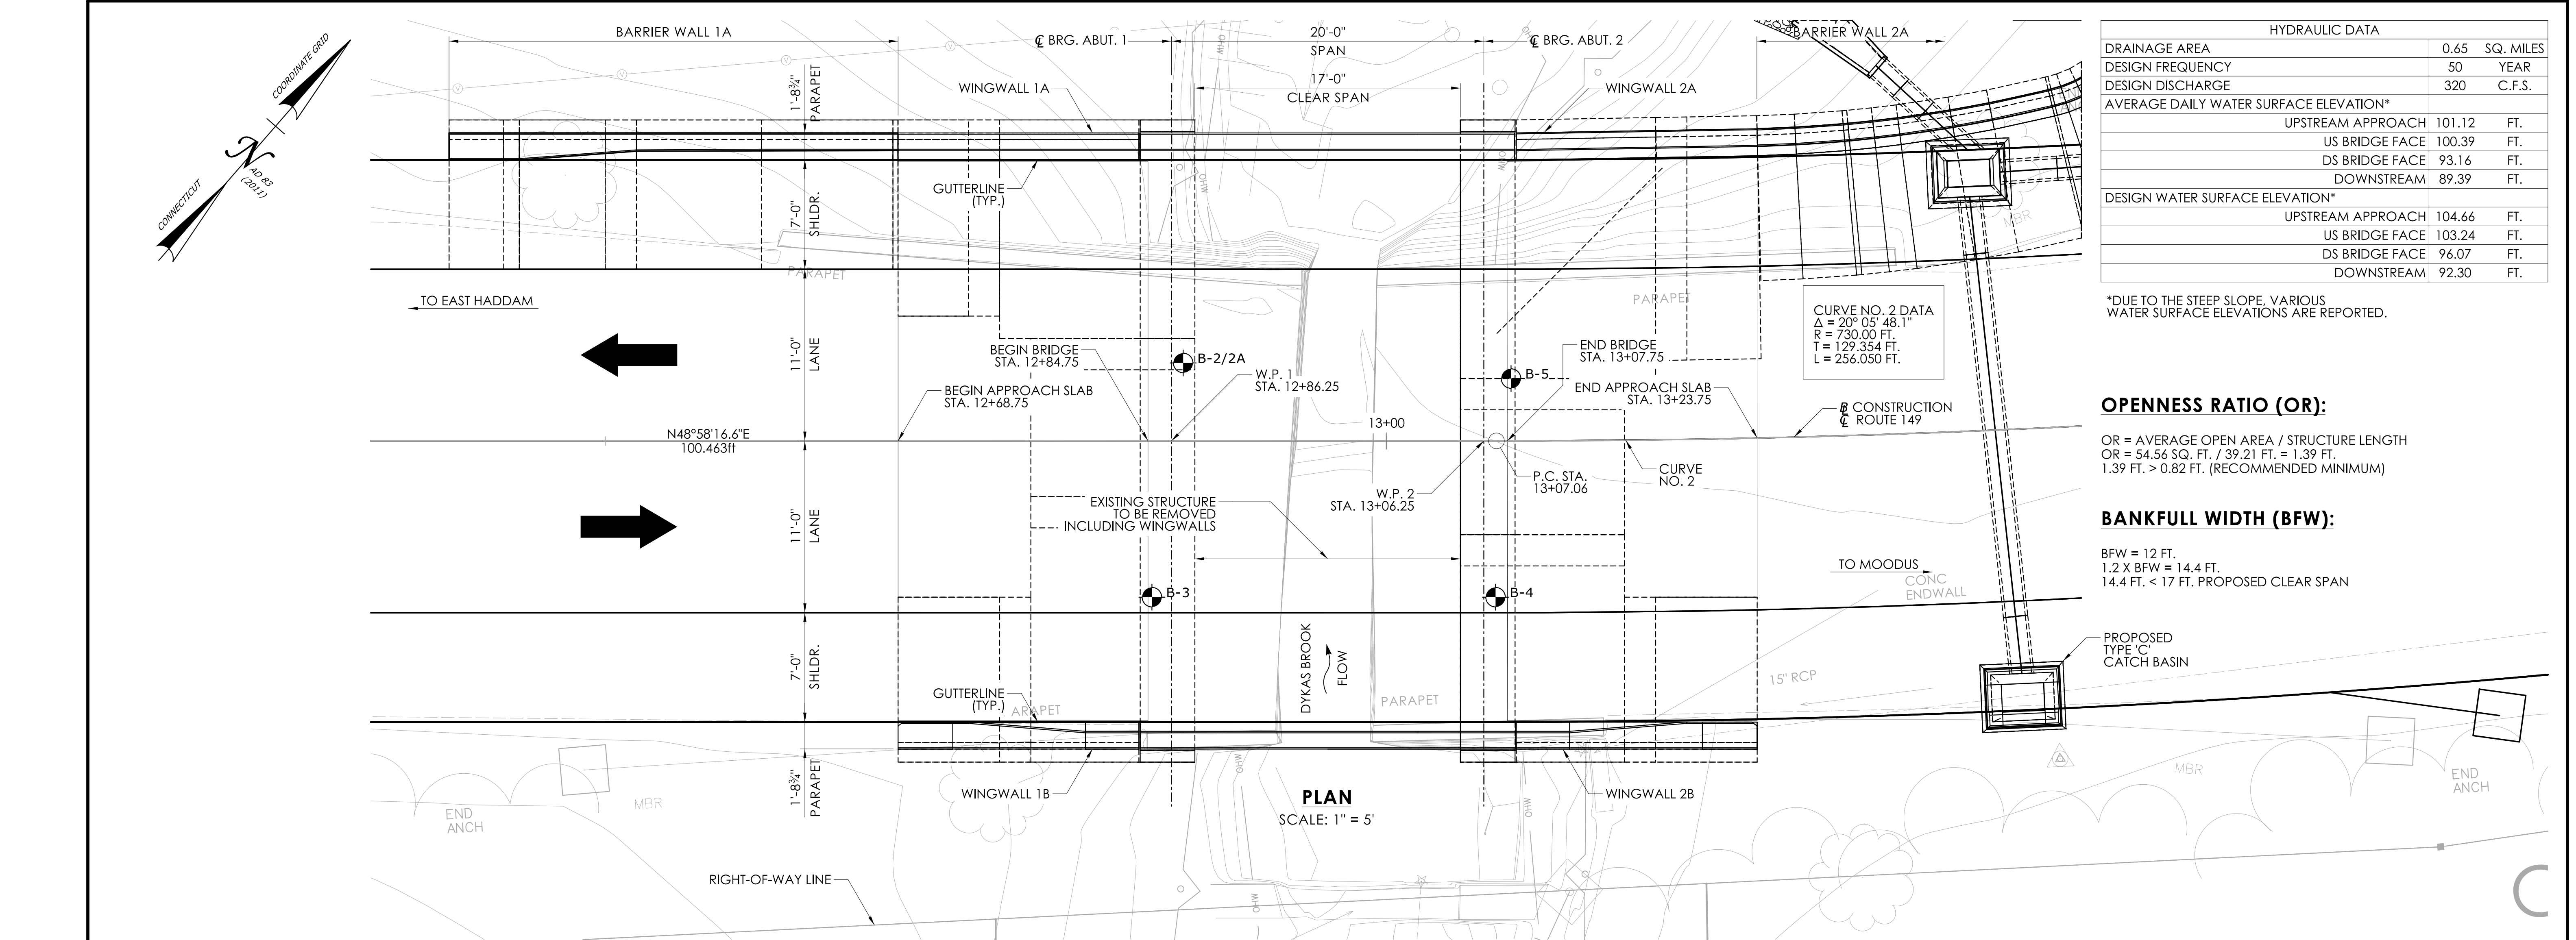 BARRIER WALL 1A
℄ BRG. ABUT. 1
20'-0"
SPAN
℄ BRG. ABUT. 2
BARRIER WALL 2A
17'-0"
CLEAR SPAN
WINGWALL 1A
WINGWALL 2A
1'-8¾"
PARAPET
COORDINATE GRID
N
AD 83
(2011)
CONNECTICUT
OHW
OHW
OHW
OHW
GUTTERLINE
(TYP.)
7'-0"
SHLDR.
PARAPET
PARAPET
MBR
TO EAST HADDAM
11'-0"
LANE
BEGIN BRIDGE
STA. 12+84.75
B-2/2A
W.P. 1
STA. 12+86.25
BEGIN APPROACH SLAB
STA. 12+68.75
END BRIDGE
STA. 13+07.75
B-5
END APPROACH SLAB
STA. 13+23.75
CURVE NO. 2 DATA
Δ = 20° 05' 48.1"
R = 730.00 FT.
T = 129.354 FT.
L = 256.050 FT.
N48°58'16.6"E
100.463ft
13+00
B CONSTRUCTION
℄ ROUTE 149
P.C. STA.
13+07.06
CURVE
NO. 2
W.P. 2
STA. 13+06.25
EXISTING STRUCTURE
TO BE REMOVED
INCLUDING WINGWALLS
11'-0"
LANE
B-3
B-4
TO MOODUS
CONC
ENDWALL
7'-0"
SHLDR.
DYKAS BROOK
FLOW
PROPOSED
TYPE 'C'
CATCH BASIN
15" RCP
GUTTERLINE
(TYP.)
ARAPET
PARAPET
1'-8¾"
PARAPET
WINGWALL 1B
WINGWALL 2B
OHW
OHW
OHW
END
ANCH
MBR
MBR
END
ANCH
PLAN
SCALE: 1" = 5'
RIGHT-OF-WAY LINE
HYDRAULIC DATA
DRAINAGE AREA 0.65 SQ. MILES
DESIGN FREQUENCY 50 YEAR
DESIGN DISCHARGE 320 C.F.S.
AVERAGE DAILY WATER SURFACE ELEVATION*
UPSTREAM APPROACH 101.12 FT.
US BRIDGE FACE 100.39 FT.
DS BRIDGE FACE 93.16 FT.
DOWNSTREAM 89.39 FT.
DESIGN WATER SURFACE ELEVATION*
UPSTREAM APPROACH 104.66 FT.
US BRIDGE FACE 103.24 FT.
DS BRIDGE FACE 96.07 FT.
DOWNSTREAM 92.30 FT.
*DUE TO THE STEEP SLOPE, VARIOUS
WATER SURFACE ELEVATIONS ARE REPORTED.
OPENNESS RATIO (OR):
OR = AVERAGE OPEN AREA / STRUCTURE LENGTH
OR = 54.56 SQ. FT. / 39.21 FT. = 1.39 FT.
1.39 FT. > 0.82 FT. (RECOMMENDED MINIMUM)
BANKFULL WIDTH (BFW):
BFW = 12 FT.
1.2 X BFW = 14.4 FT.
14.4 FT. < 17 FT. PROPOSED CLEAR SPAN